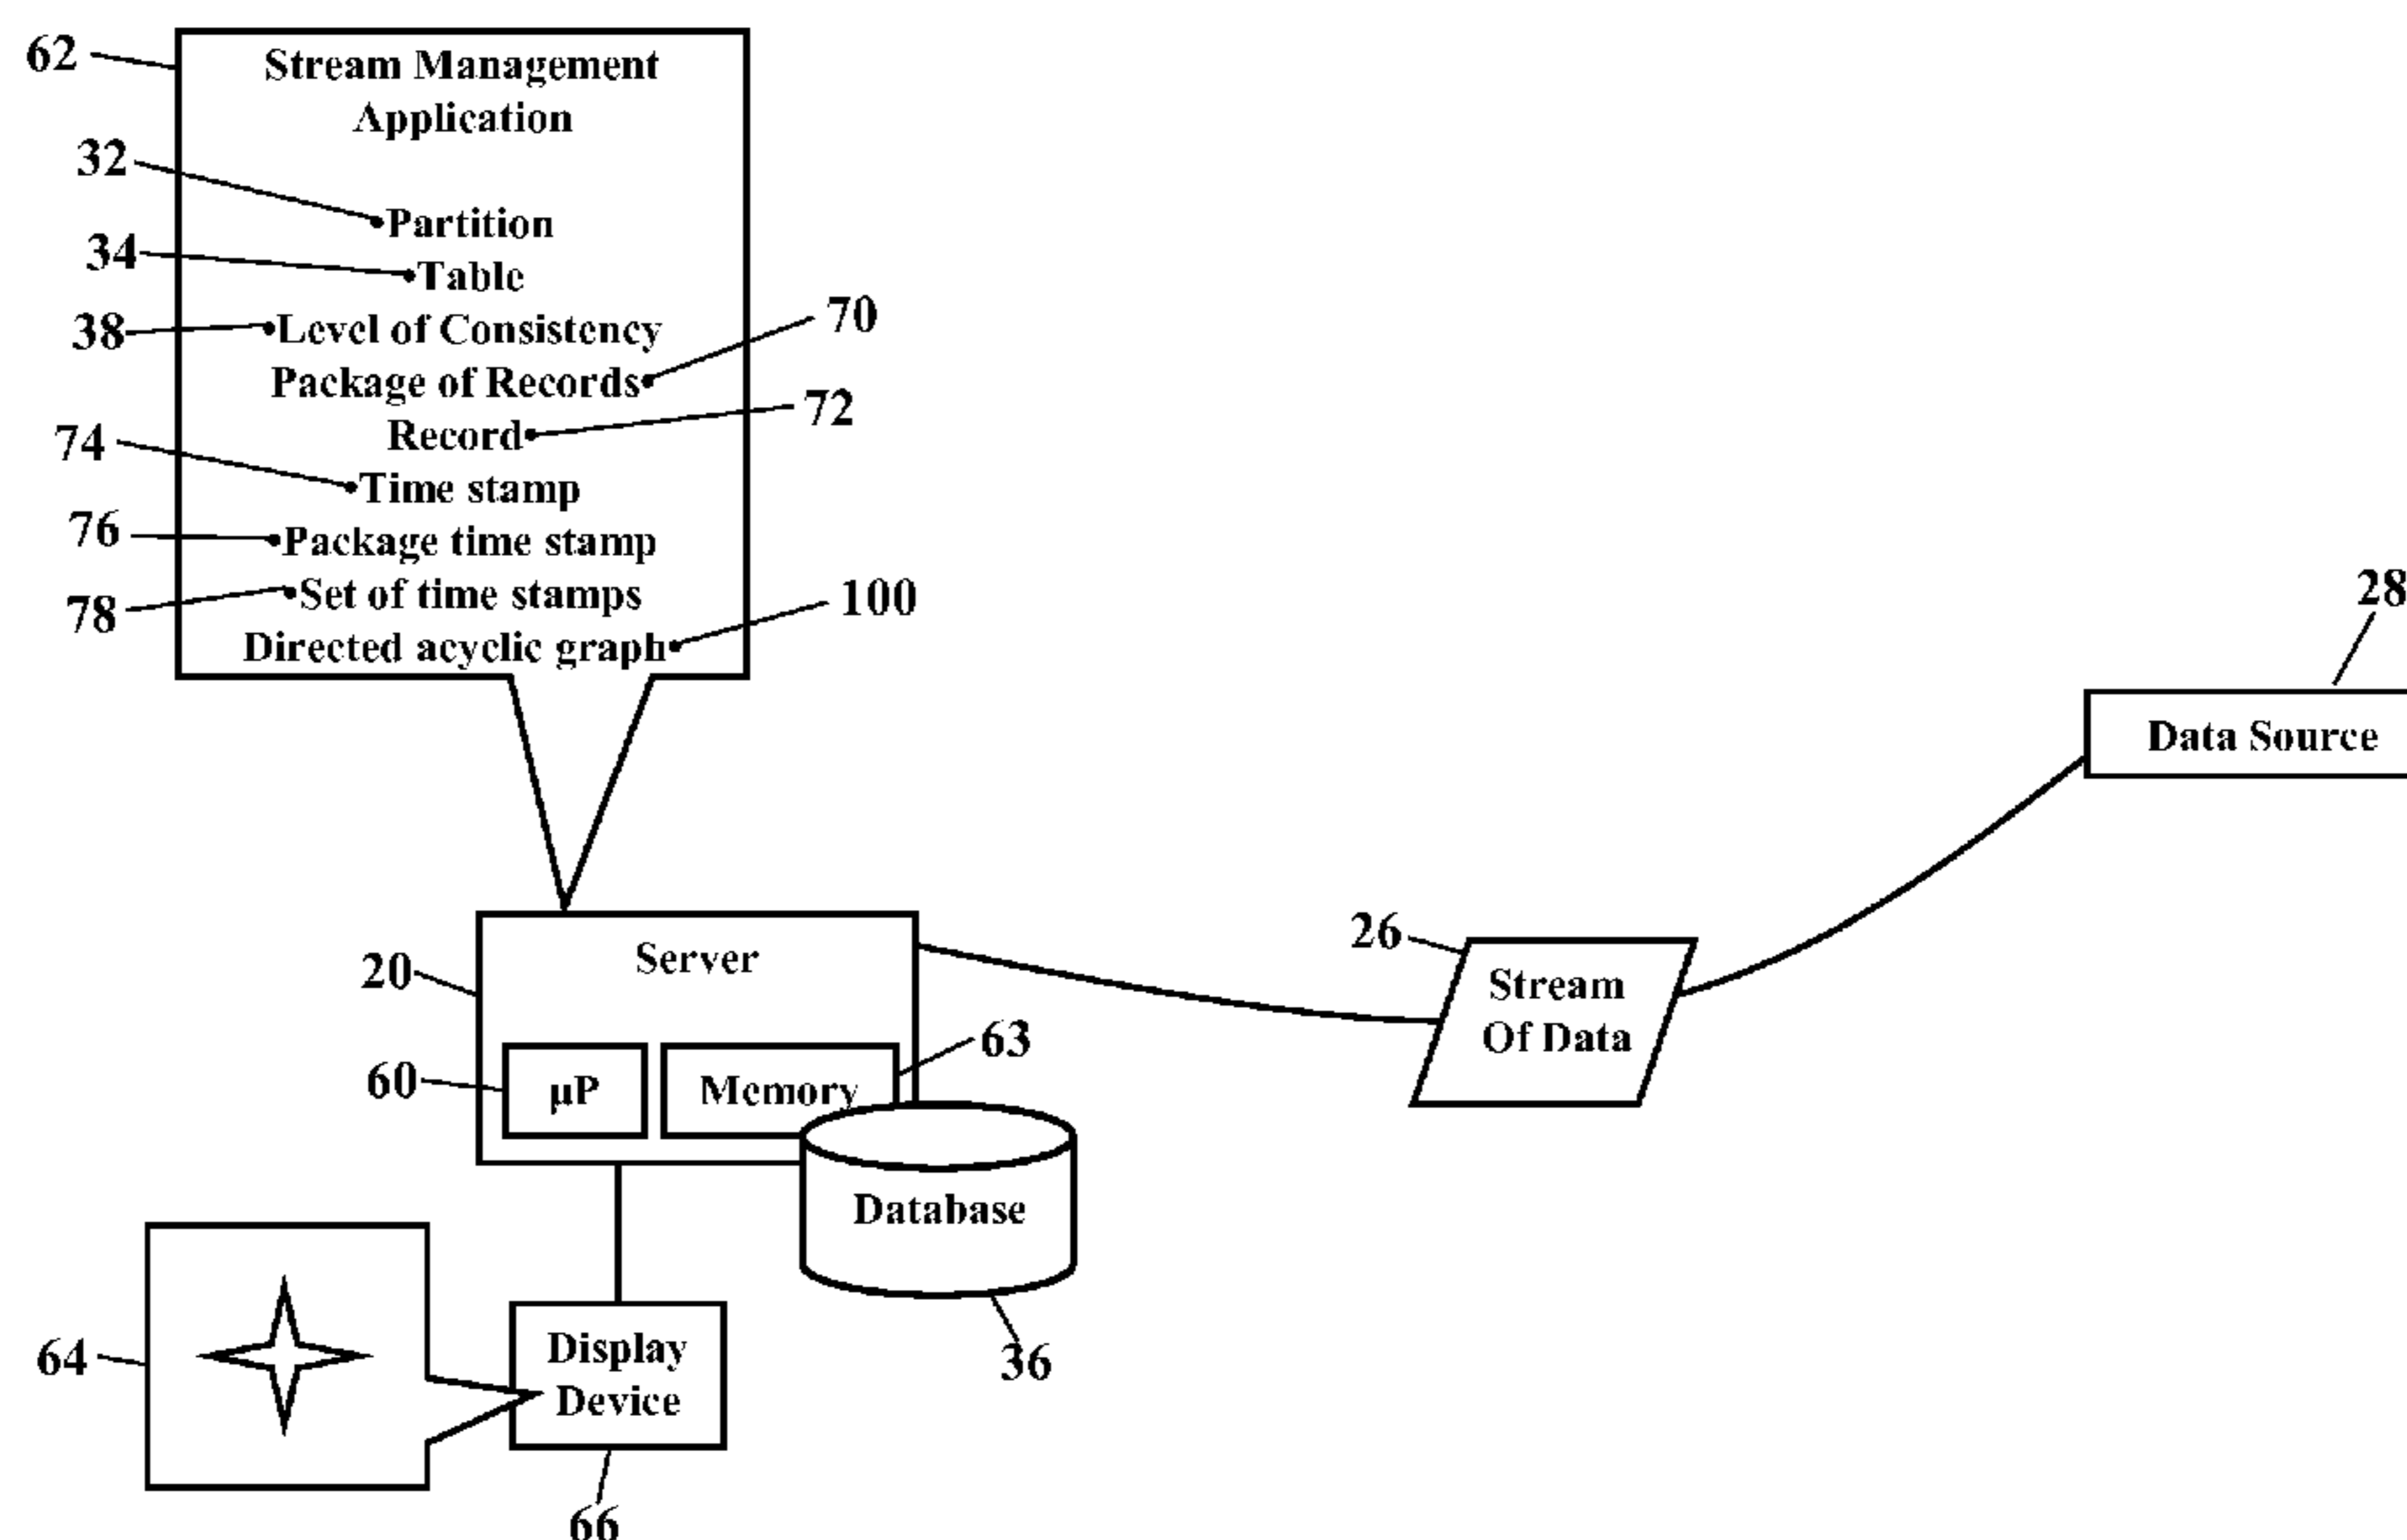 62
Stream Management
Application
32
Partition
34
Table
38
Level of Consistency
70
Package of Records
72
Record
74
Time stamp
76
Package time stamp
78
Set of time stamps
100
Directed acyclic graph
28
Data Source
26
Stream
Of Data
20
Server
63
60
µP
Memory
Database
36
64
Display
Device
66